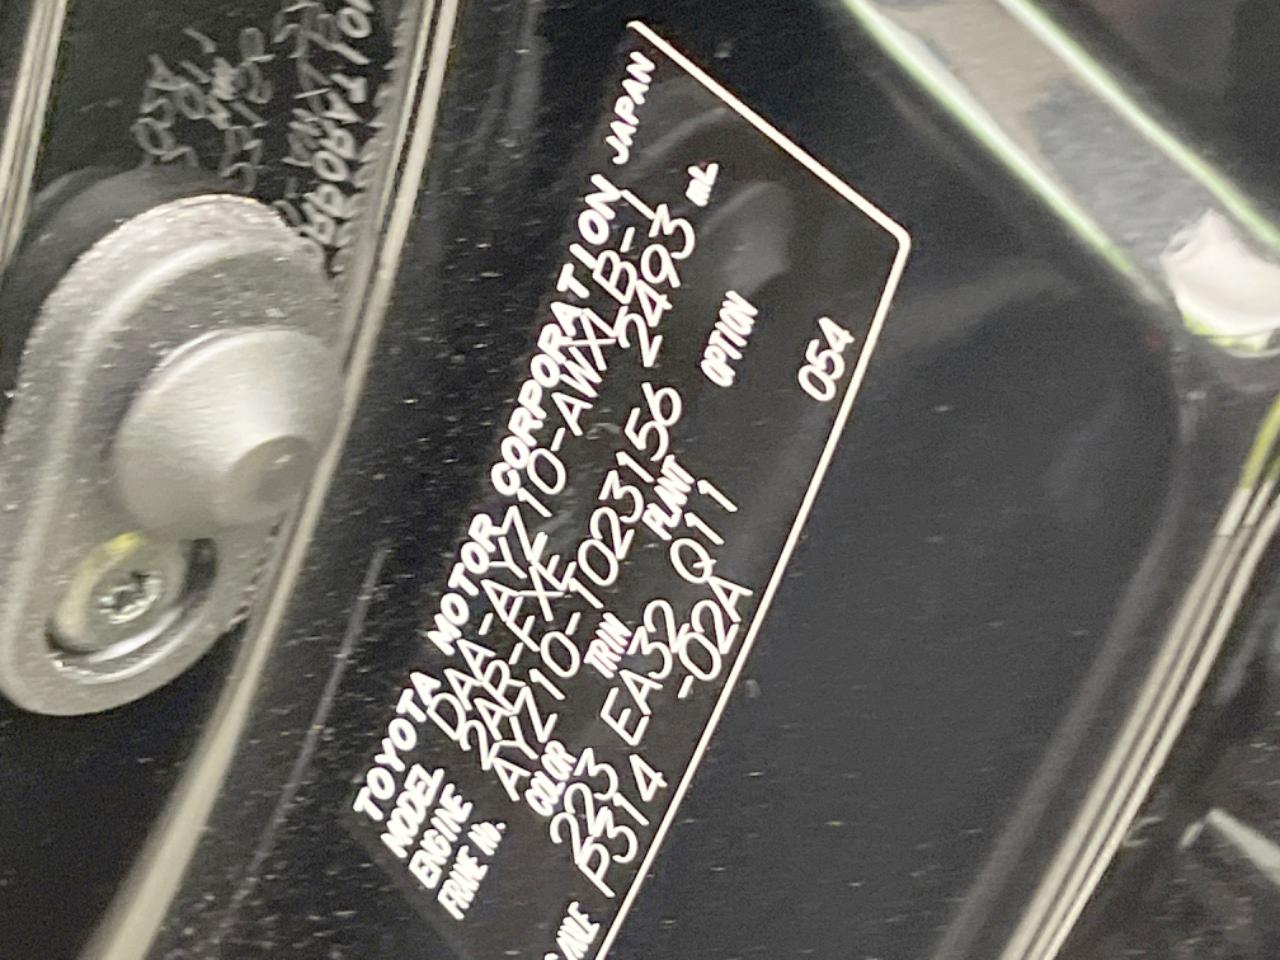 TOYOTA MOTOR CORPORATION JAPAN
MODEL DAA-AYZ10-AWXLB-1
ENGINE 2AR-FXE 2493 mL
FRAME No. AYZ10-1023156
COLOR TRIM PLANT OPTION
223 EA32 Q11
P314 -02A 054